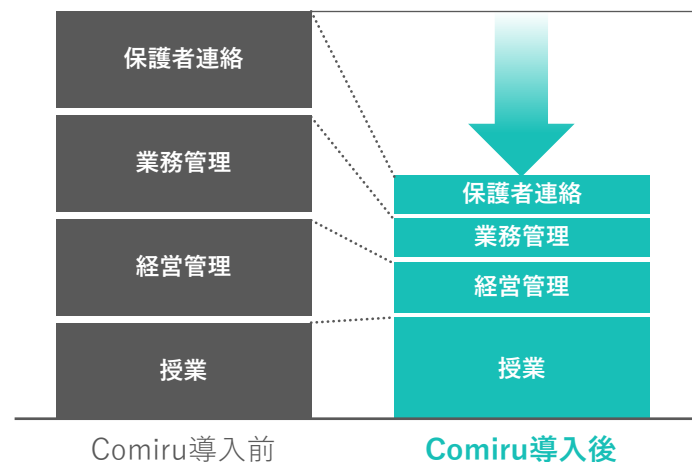 保護者連絡
業務管理
経営管理
授業
Comiru導入前
保護者連絡
業務管理
経営管理
授業
Comiru導入後